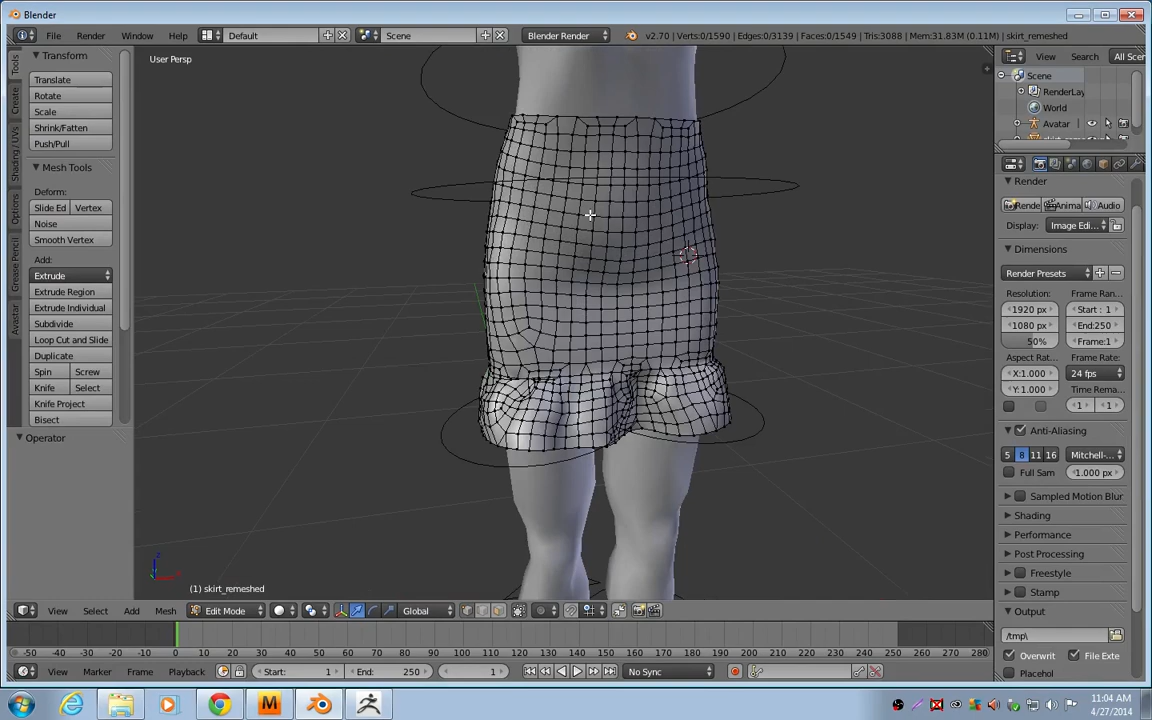 Blender
File Render Window Help Default Scene Blender Render v2.70 | Verts:0/1590 | Edges:0/3139 | Faces:0/1549 | Tris:3088 | Mem:31.83M (0.11M) | skirt_remeshed
User Persp
Tools
Create
Shading / UVs
Options
Grease Pencil
Avastar
Transform
Translate
Rotate
Scale
Shrink/Fatten
Push/Pull
Mesh Tools
Deform:
Slide Ed Vertex
Noise
Smooth Vertex
Add:
Extrude
Extrude Region
Extrude Individual
Subdivide
Loop Cut and Slide
Duplicate
Spin Screw
Knife Select
Knife Project
Bisect
Operator
(1) skirt_remeshed
View Search All Scen
Scene
RenderLay
World
Avatar
Render
Rende Anima Audio
Display: Image Edi...
Dimensions
Render Presets
Resolution: Frame Ran...
1920 px Start : 1
1080 px End:250
50% Frame:1
Aspect Rat... Frame Rate:
X:1.000 24 fps
Y:1.000 Time Rema...
1 1
Anti-Aliasing
5 8 11 16 Mitchell-...
Full Sam 1.000 px
Sampled Motion Blur
Shading
Performance
Post Processing
Freestyle
Stamp
Output
/tmp\
Overwrit File Exte
Placehol
View Select Add Mesh Edit Mode Global
-50 -40 -30 -20 -10 0 10 20 30 40 50 60 70 80 90 100 110 120 130 140 150 160 170 180 190 200 210 220 230 240 250 260 270 280
View Marker Frame Playback Start: 1 End: 250 1 No Sync
11:04 AM
4/27/2014